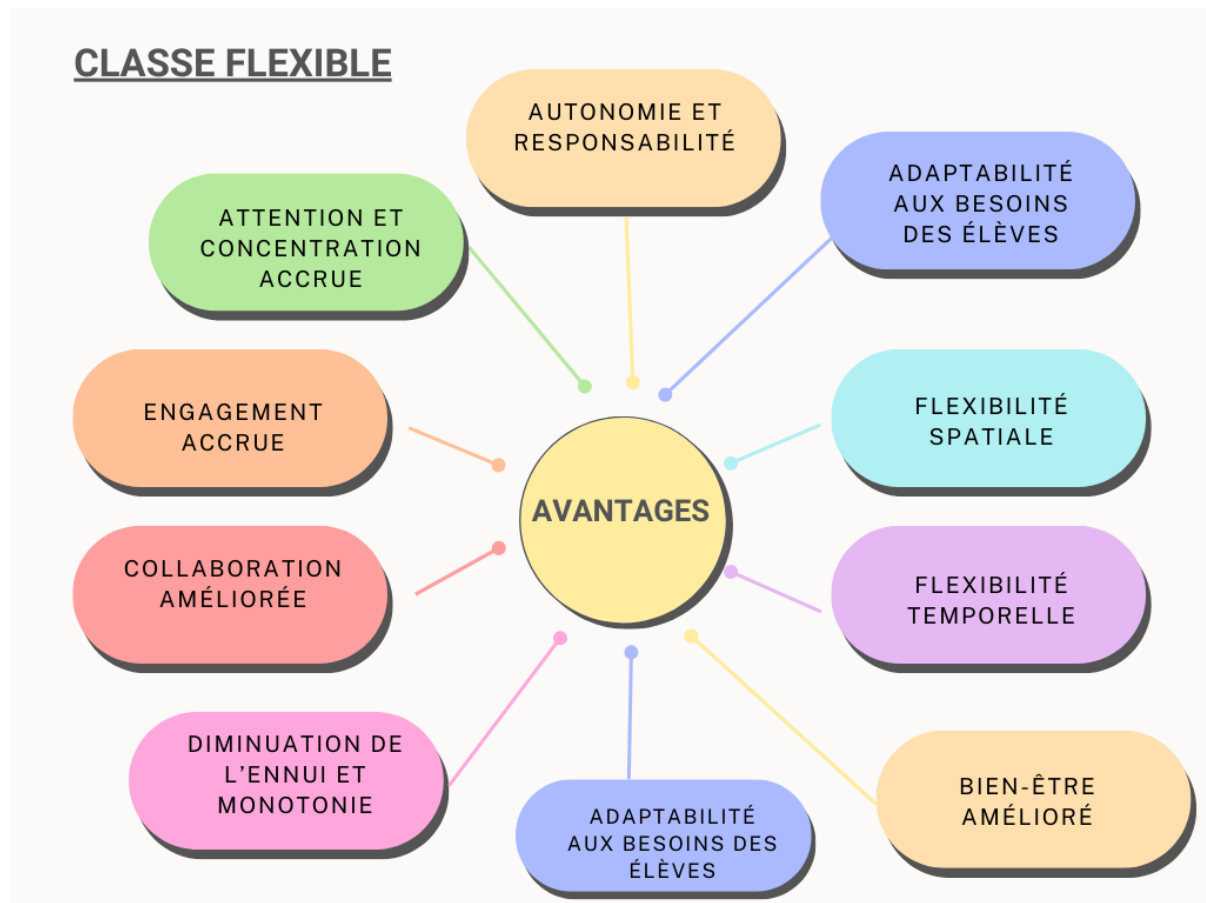 CLASSE FLEXIBLE
AUTONOMIE ET
RESPONSABILITÉ
ADAPTABILITÉ
AUX BESOINS
DES ÉLÈVES
ATTENTION ET
CONCENTRATION
ACCRUE
ENGAGEMENT
ACCRUE
FLEXIBILITÉ
SPATIALE
AVANTAGES
COLLABORATION
AMÉLIORÉE
FLEXIBILITÉ
TEMPORELLE
DIMINUATION DE
L’ENNUI ET
MONOTONIE
ADAPTABILITÉ
AUX BESOINS DES
ÉLÈVES
BIEN-ÊTRE
AMÉLIORÉ